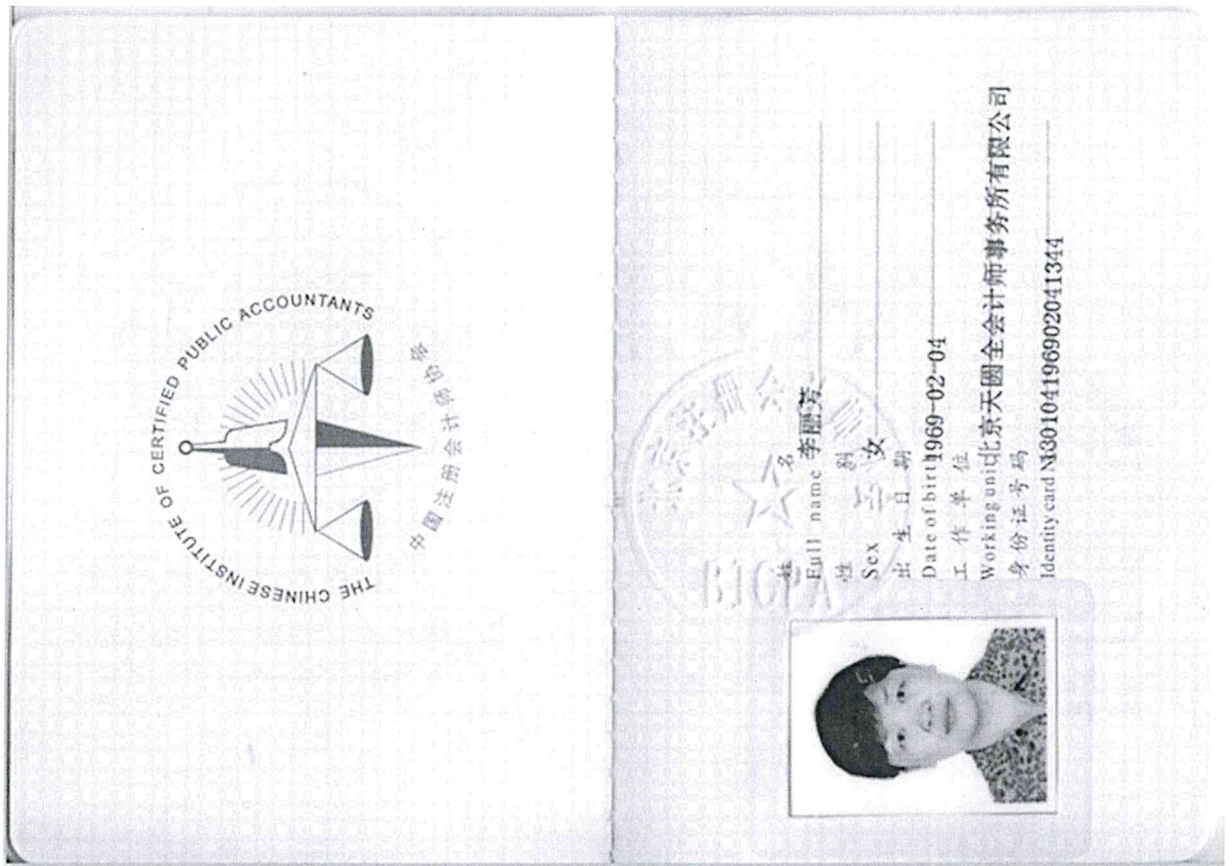 THE CHINESE INSTITUTE OF CERTIFIED PUBLIC ACCOUNTANTS
中国注册会计师协会
BICPA
姓 名
Full name 李丽芳
性 别
Sex 女
出 生 日 期
Date of birth 1969-02-04
工 作 单 位
Working unit 北京天圆全会计师事务所有限公司
身 份 证 号 码
Identity card N 130104196902041344